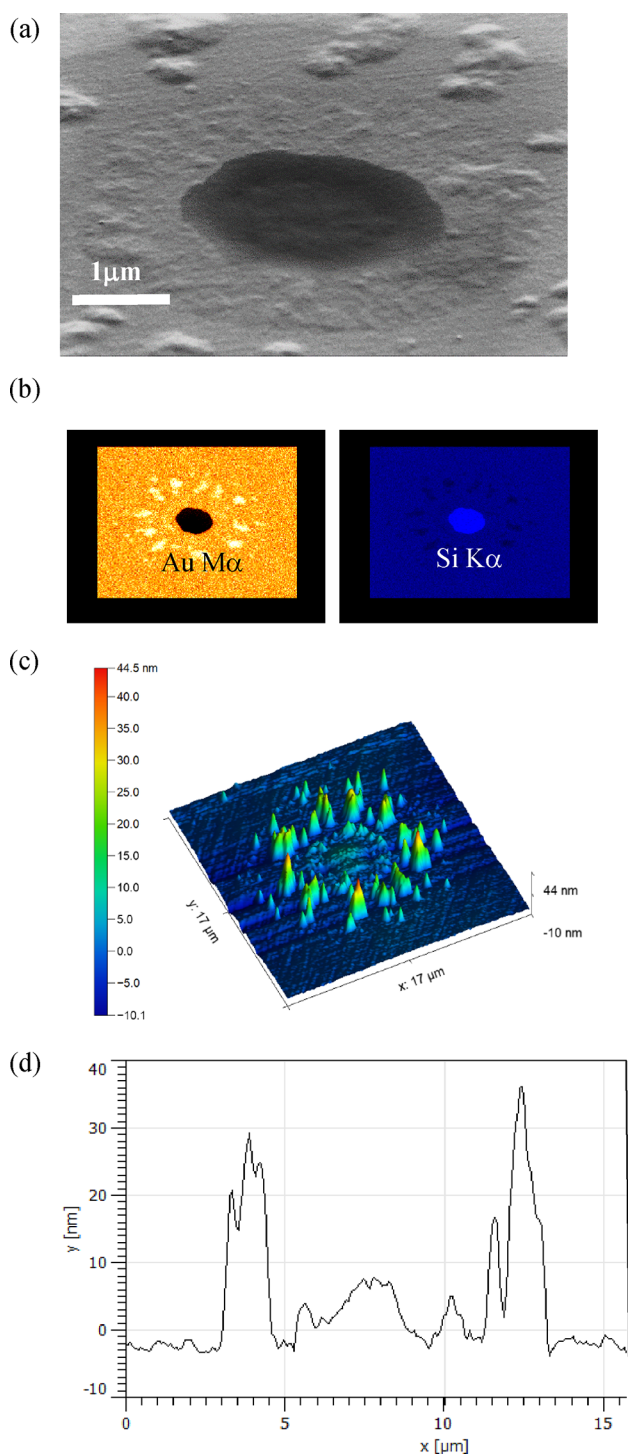 (a)
1μm
(b)
Au Mα
Si Kα
(c)
44.5 nm
40.0
35.0
30.0
25.0
20.0
15.0
10.0
5.0
0.0
−5.0
−10.1
y: 17 μm
x: 17 μm
44 nm
-10 nm
(d)
y [nm]
40
30
20
10
0
-10
0
5
10
15
x [μm]